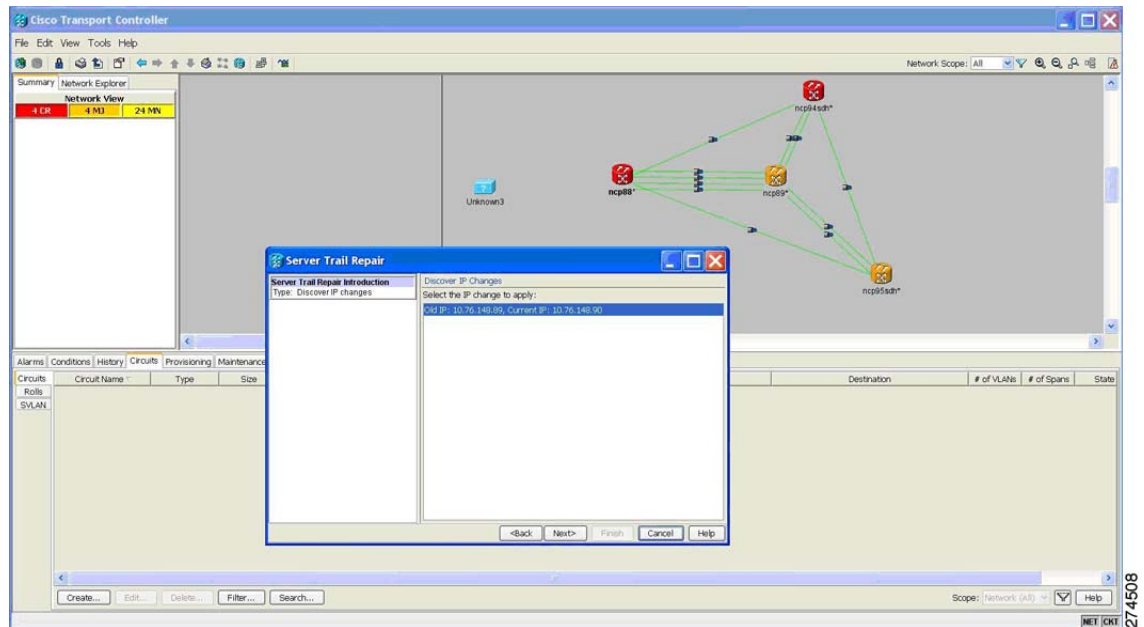 Cisco Transport Controller
File Edit View Tools Help
Network Scope: All
Summary Network Explorer
Network View
4 CR 4 MJ 24 MN
ncp94sdh*
ncp88*
ncp89*
Unknown3
ncp95sdh*
Server Trail Repair
Server Trail Repair Introduction
Type: Discover IP changes
Discover IP Changes
Select the IP change to apply:
Old IP: 10.76.148.89, Current IP: 10.76.148.90
<Back Next> Finish Cancel Help
Alarms Conditions History Circuits Provisioning Maintenance
Circuits Circuit Name Type Size Destination # of VLANs # of Spans State
Rolls
SVLAN
Create... Edit... Delete... Filter... Search... Scope: Network (All) Help
NET CKT
274508